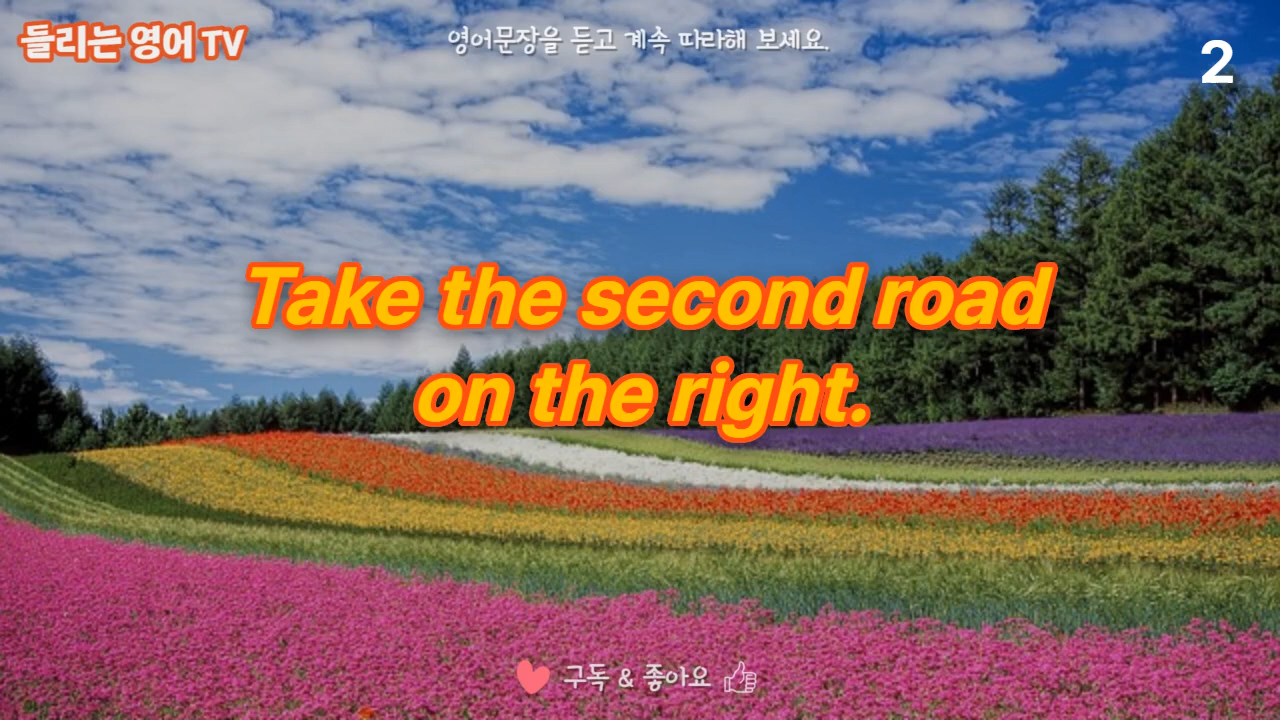 들리는 영어 TV
영어문장을 듣고 계속 따라해 보세요.
2
Take the second road
on the right.
구독 & 좋아요